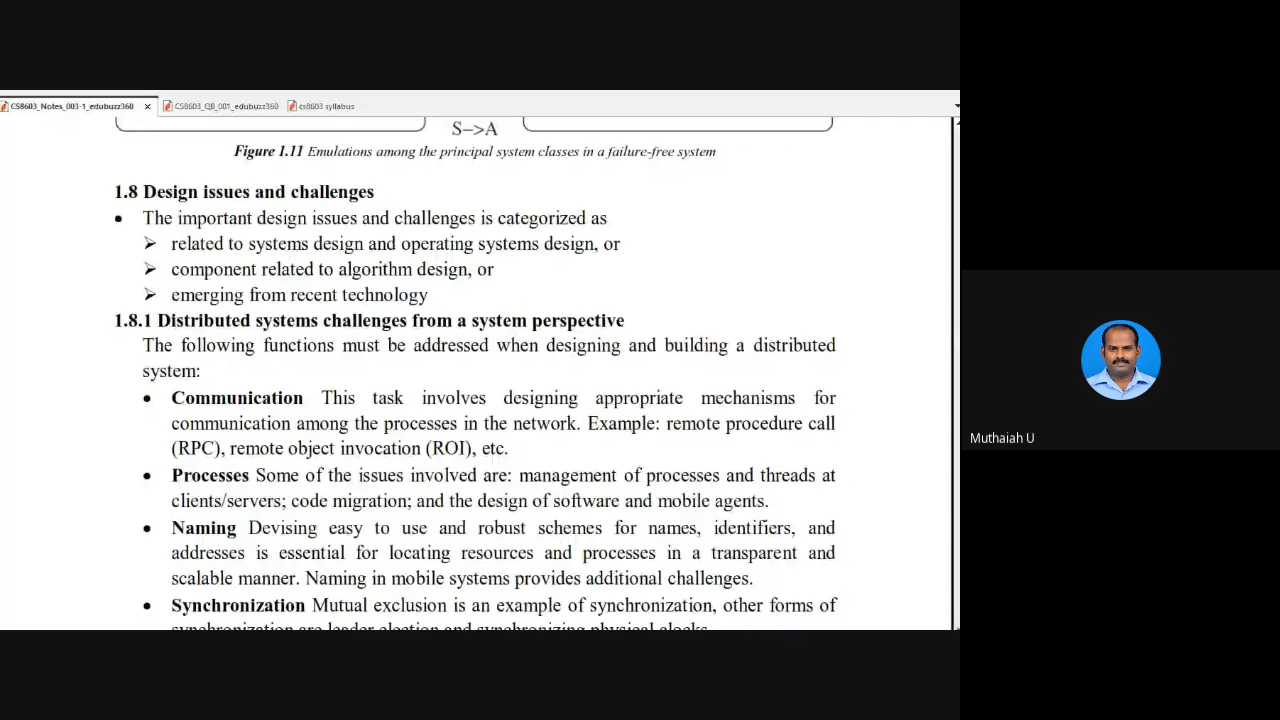 CS8603_Notes_003-1_edubuzz360 × CS8603_QB_001_edubuzz360 cs8603 syllabus
S–>A
Figure 1.11 Emulations among the principal system classes in a failure-free system
1.8 Design issues and challenges
• The important design issues and challenges is categorized as
➢ related to systems design and operating systems design, or
➢ component related to algorithm design, or
➢ emerging from recent technology
1.8.1 Distributed systems challenges from a system perspective
The following functions must be addressed when designing and building a distributed
system:
• Communication This task involves designing appropriate mechanisms for
communication among the processes in the network. Example: remote procedure call
(RPC), remote object invocation (ROI), etc.
• Processes Some of the issues involved are: management of processes and threads at
clients/servers; code migration; and the design of software and mobile agents.
• Naming Devising easy to use and robust schemes for names, identifiers, and
addresses is essential for locating resources and processes in a transparent and
scalable manner. Naming in mobile systems provides additional challenges.
• Synchronization Mutual exclusion is an example of synchronization, other forms of
synchronization are leader election and synchronizing physical clocks.
Muthaiah U